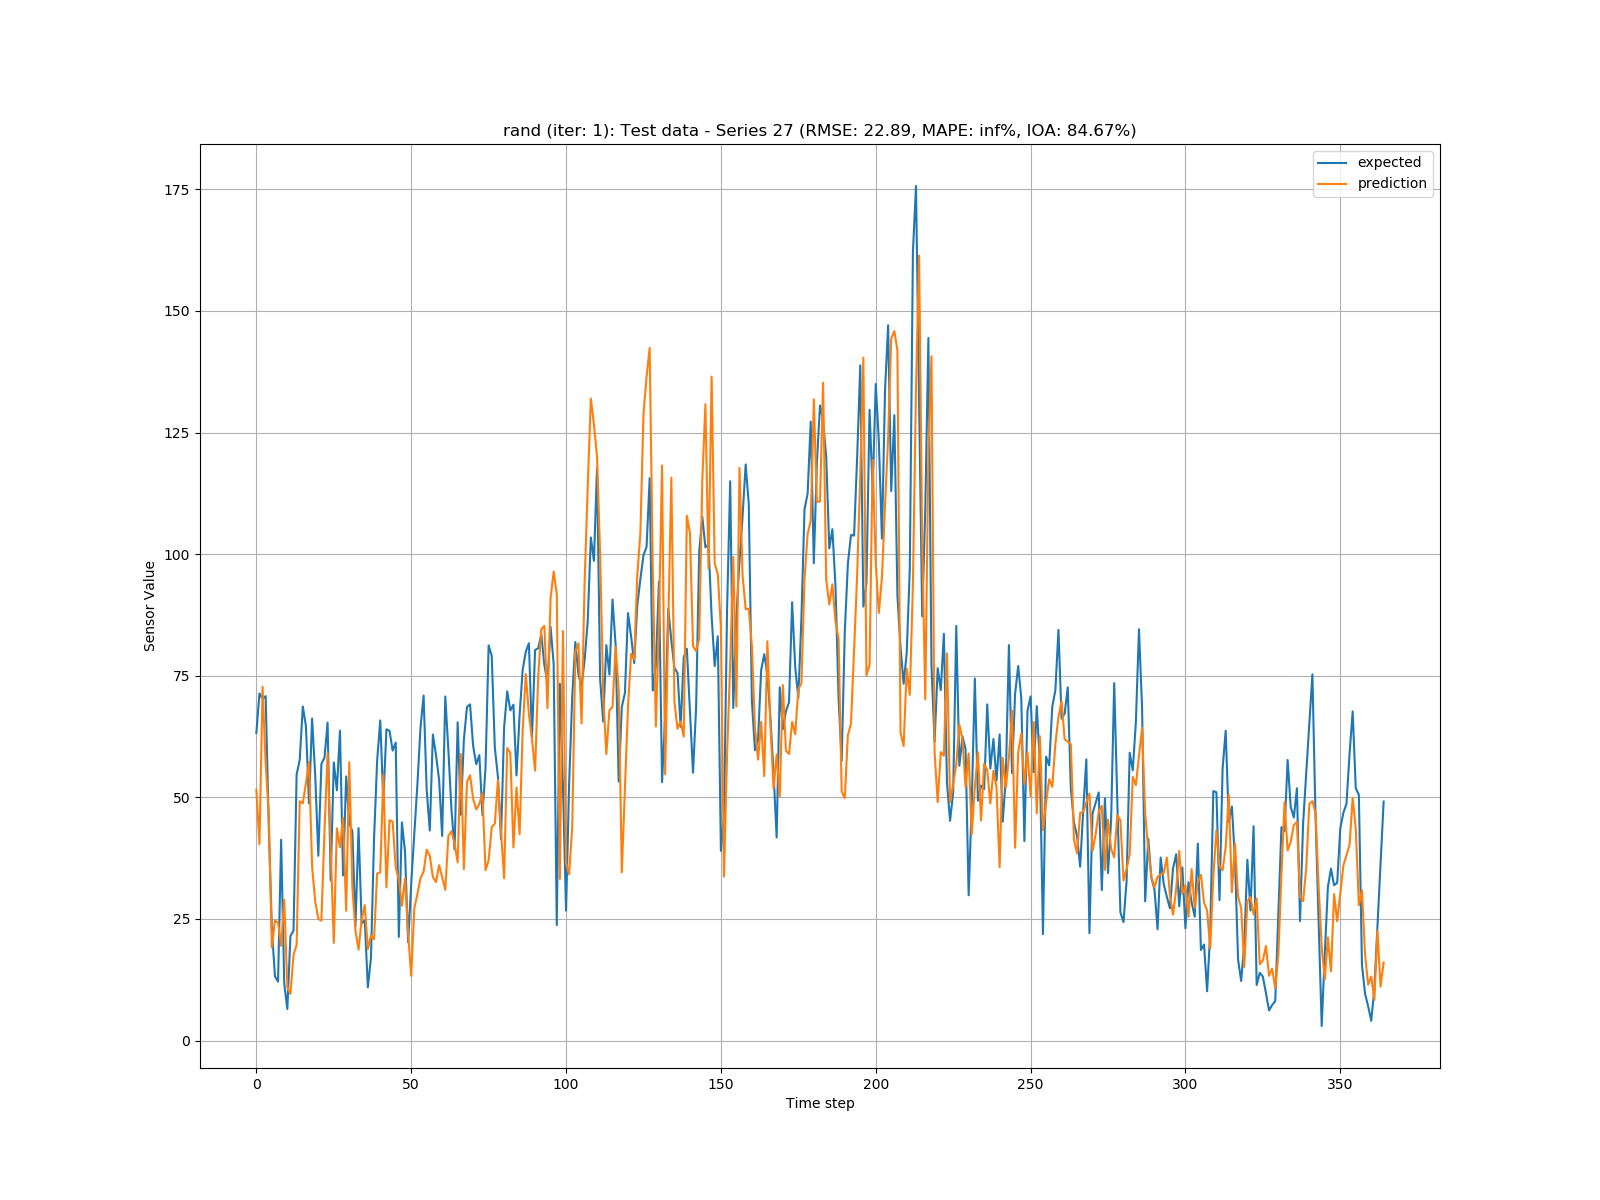 rand (iter: 1): Test data - Series 27 (RMSE: 22.89, MAPE: inf%, IOA: 84.67%)
expected
prediction
175
150
125
100
75
50
25
0
Sensor Value
0 50 100 150 200 250 300 350
Time step